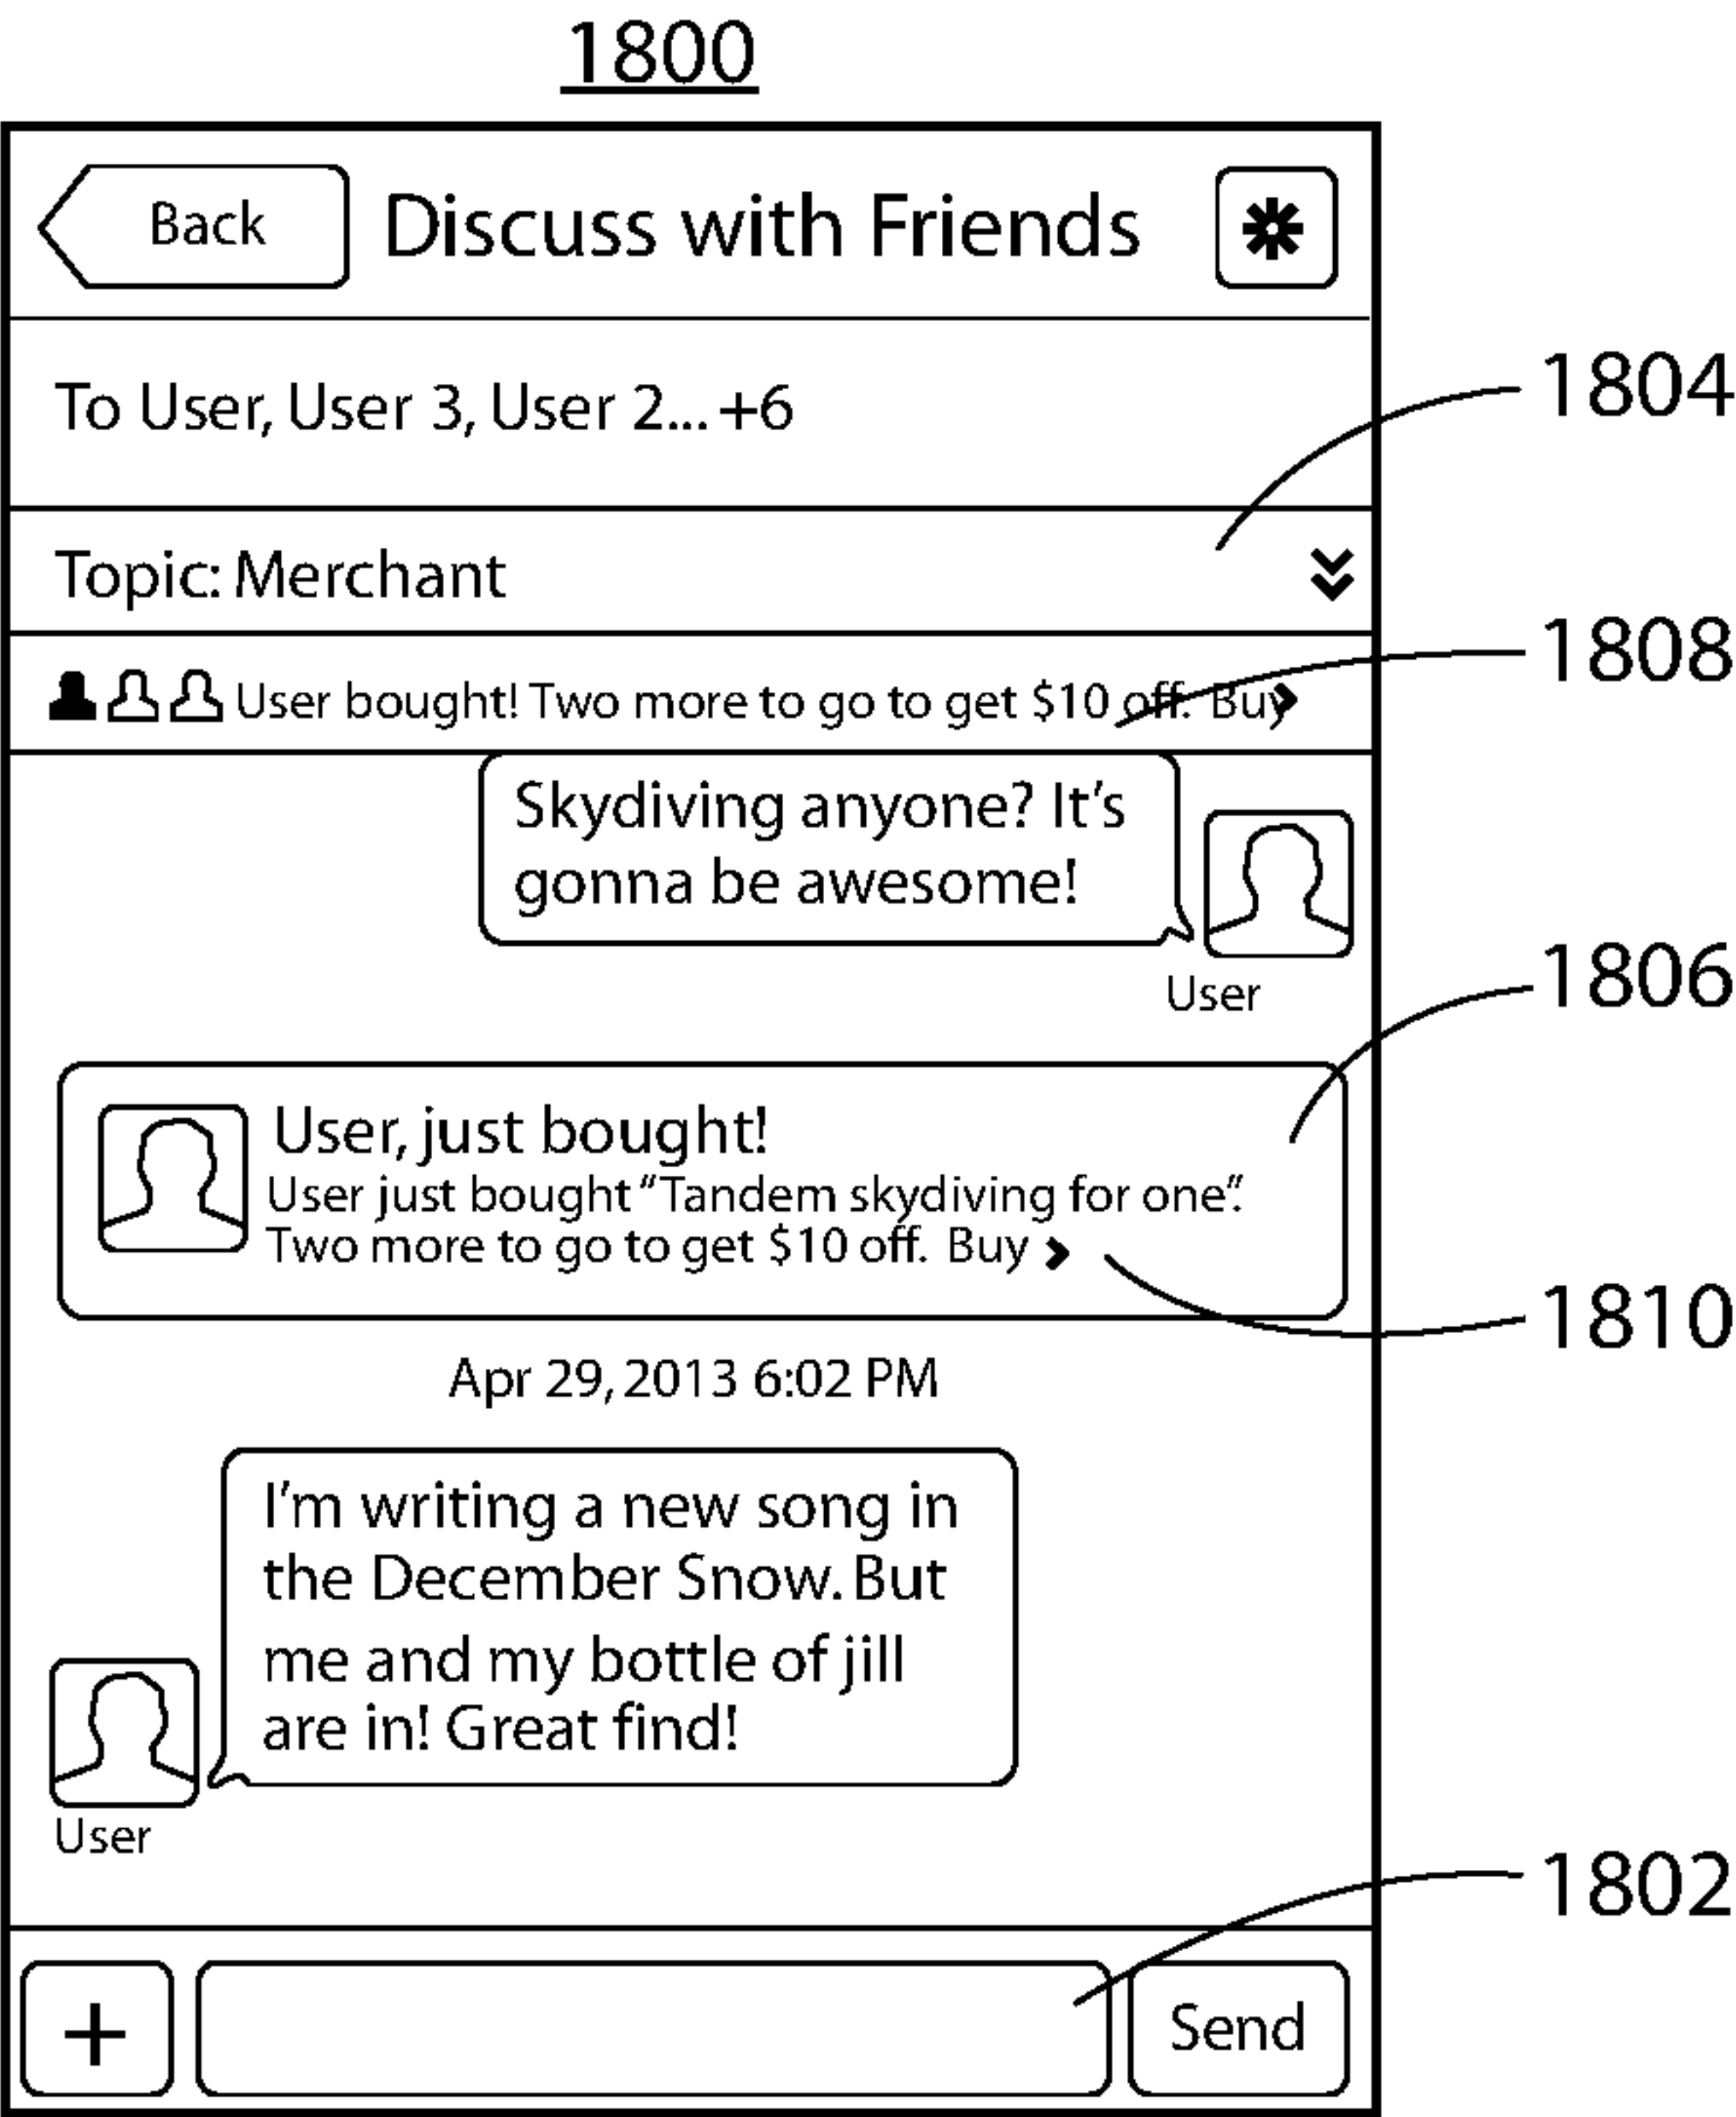 1800
Back
Discuss with Friends
To User, User 3, User 2... +6
1804
Topic: Merchant
1808
User bought! Two more to go to get $10 off. Buy
Skydiving anyone? It's
gonna be awesome!
User
1806
User, just bought!
User just bought “Tandem skydiving for one”.
Two more to go to get $10 off. Buy
1810
Apr 29, 2013 6:02 PM
I'm writing a new song in
the December Snow. But
me and my bottle of jill
are in! Great find!
User
1802
+
Send